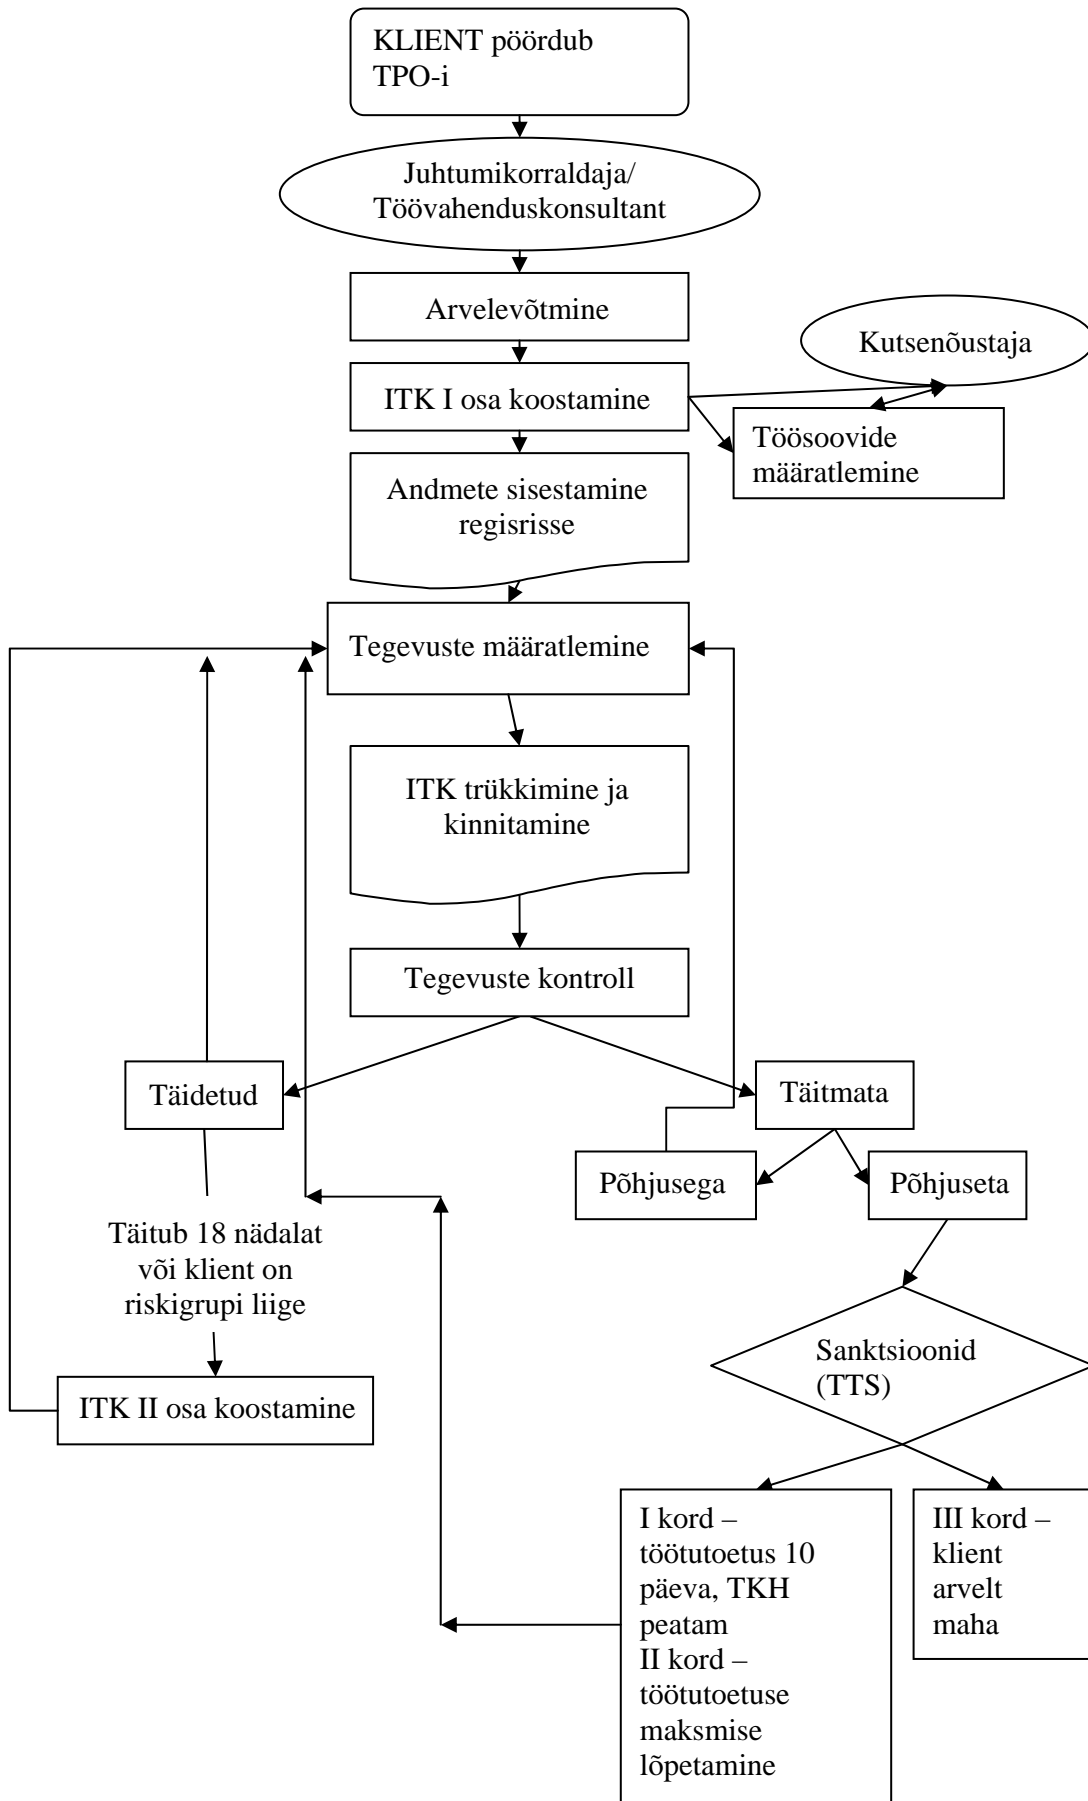 KLIENT pöördub
TPO-i
Juhtumikorraldaja/
Töövahenduskonsultant
Arvelevõtmine
Kutsenõustaja
ITK I osa koostamine
Töösoovide
määratlemine
Andmete sisestamine
regisrisse
Tegevuste määratlemine
ITK trükkimine ja
kinnitamine
Tegevuste kontroll
Täidetud
Täitmata
Põhjusega
Põhjuseta
Täitub 18 nädalat
või klient on
riskigrupi liige
Sanktsioonid
(TTS)
ITK II osa koostamine
I kord –
töötutoetus 10
päeva, TKH
peatam
II kord –
töötutoetuse
maksmise
lõpetamine
III kord –
klient
arvelt
maha